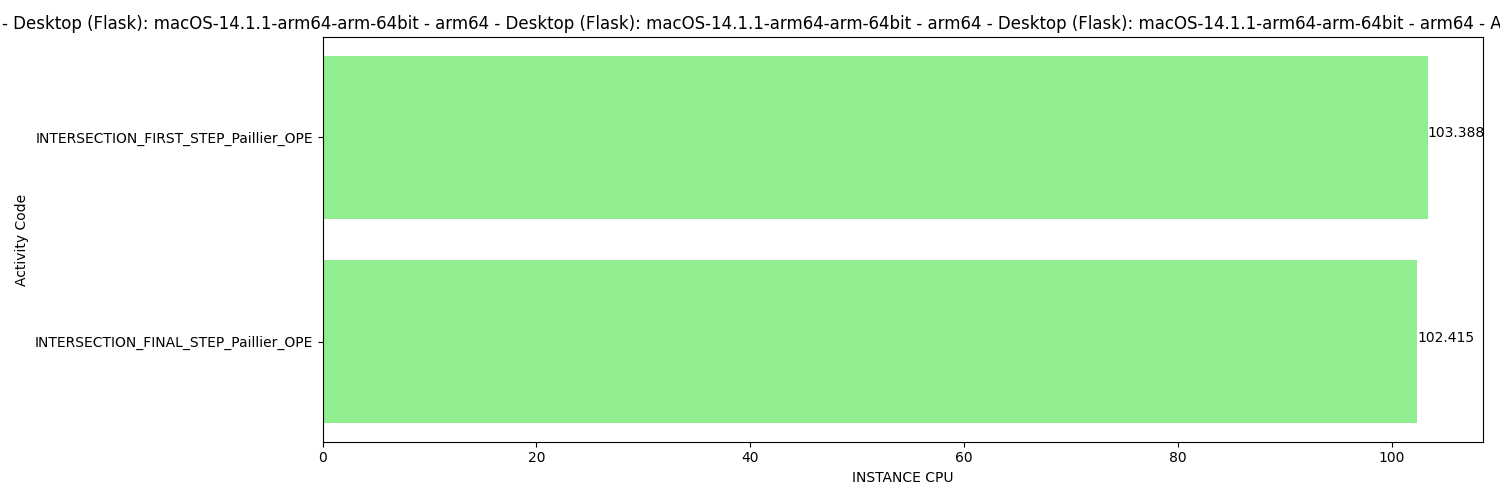 - Desktop (Flask): macOS-14.1.1-arm64-arm-64bit - arm64 - Desktop (Flask): macOS-14.1.1-arm64-arm-64bit - arm64 - Desktop (Flask): macOS-14.1.1-arm64-arm-64bit - arm64 - A
INTERSECTION_FIRST_STEP_Paillier_OPE
103.388
Activity Code
INTERSECTION_FINAL_STEP_Paillier_OPE
102.415
0 20 40 60 80 100
INSTANCE CPU